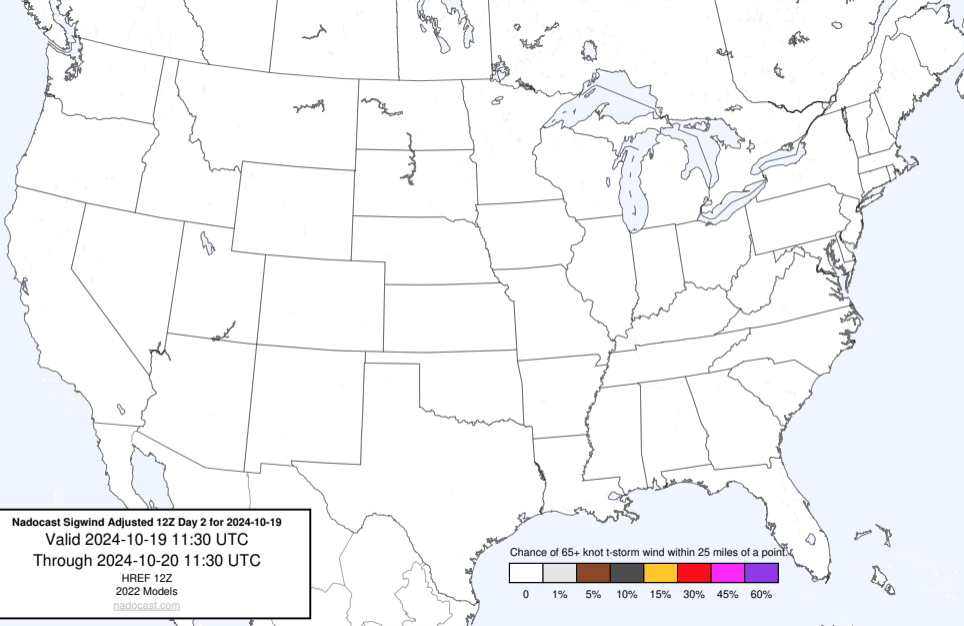 Nadocast Sigwind Adjusted 12Z Day 2 for 2024-10-19
Valid 2024-10-19 11:30 UTC
Through 2024-10-20 11:30 UTC
HREF 12Z
2022 Models
nadocast.com
Chance of 65+ knot t-storm wind within 25 miles of a point.
0 1% 5% 10% 15% 30% 45% 60%